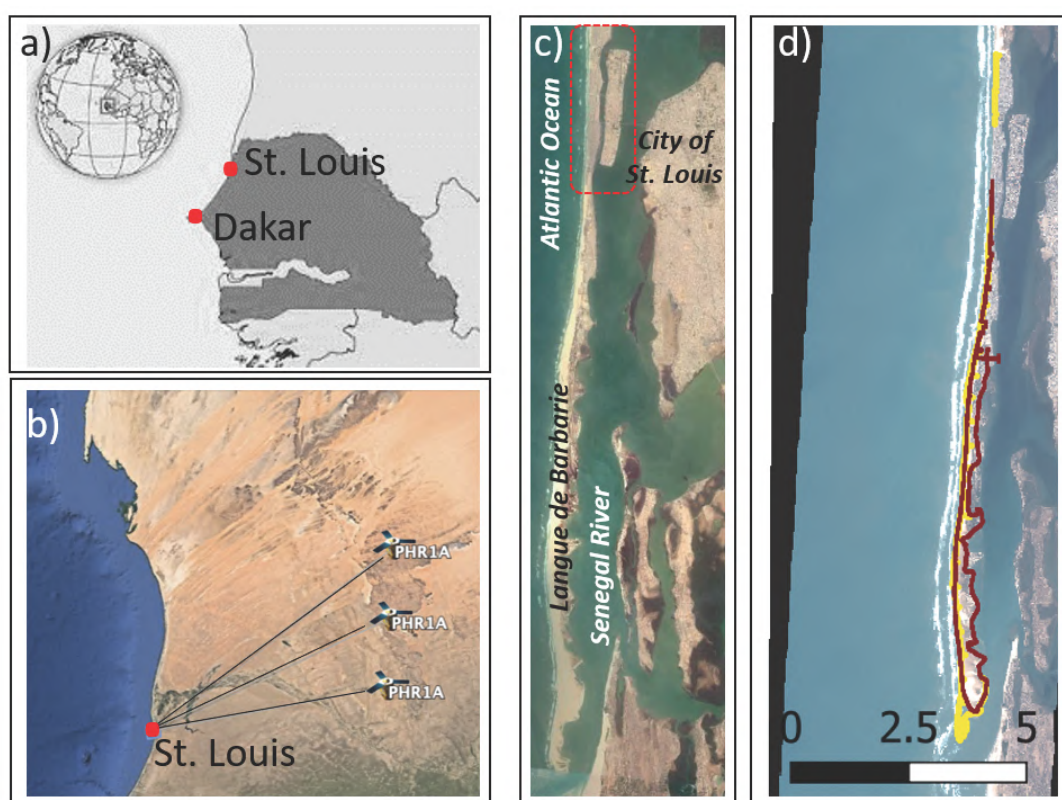 a)
St. Louis
Dakar
b)
PHR1A
PHR1A
PHR1A
St. Louis
c)
Atlantic Ocean
City of
St. Louis
Langue de Barbarie
Senegal River
d)
0 2.5 5